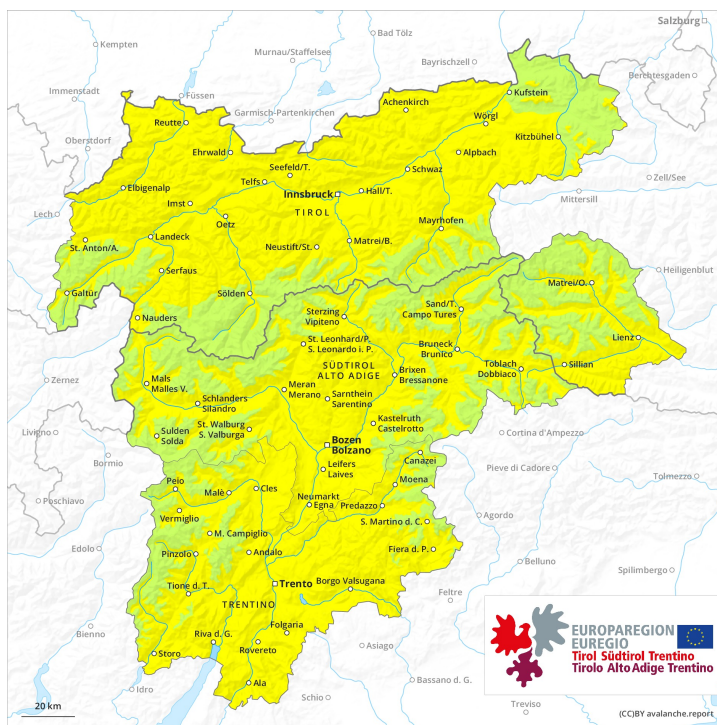 Salzburg
Bad Tölz
Kempten
Murnau/Staffelsee
Bayrischzell
Berchtesgaden
Immenstadt
Füssen
Garmisch-Partenkirchen
Achenkirch
Kufstein
Reutte
Wörgl
Oberstdorf
Kitzbühel
Ehrwald
Alpbach
Seefeld/T.
Schwaz
Zell/See
Telfs
Elbigenalp
Innsbruck
Hall/T.
Mittersill
Imst
TIROL
Lech
Oetz
Mayrhofen
Landeck
St. Anton/A.
Neustift/St.
Matrei/B.
Serfaus
Heiligenblut
Matrei/O.
Galtür
Sölden
Sand/T.
Campo Tures
Nauders
Sterzing
Vipiteno
Lienz
St. Leonhard/P.
S. Leonardo i. P.
Bruneck
Brunico
Toblach
Dobbiaco
Sillian
SÜDTIROL
ALTO ADIGE
Brixen
Bressanone
Mals
Malles V.
Meran
Merano
Zernez
Schlanders
Silandro
Sarnthein
Sarentino
St. Walburg
S. Valburga
Kastelruth
Castelrotto
Livigno
Sulden
Solda
Cortina d'Ampezzo
Bozen
Bolzano
Canazei
Bormio
Leifers
Laives
Pieve di Cadore
Tolmezzo
Moena
Peio
Malè
Cles
Neumarkt
Egna
Predazzo
Poschiavo
Vermiglio
Agordo
S. Martino d. C.
M. Campiglio
Edolo
Pinzolo
Andalo
Fiera d. P.
Belluno
Spilimbergo
Tione d. T.
Trento
Borgo Valsugana
Feltre
TRENTINO
Folgaria
Bienno
Riva d. G.
Storo
Rovereto
Asiago
Ala
Bassano d. G.
Idro
Schio
Treviso
20 km
EUROPAREGION
EUREGIO
Tirol Südtirol Trentino
Tirolo Alto Adige Trentino
(CC)BY avalanche.report